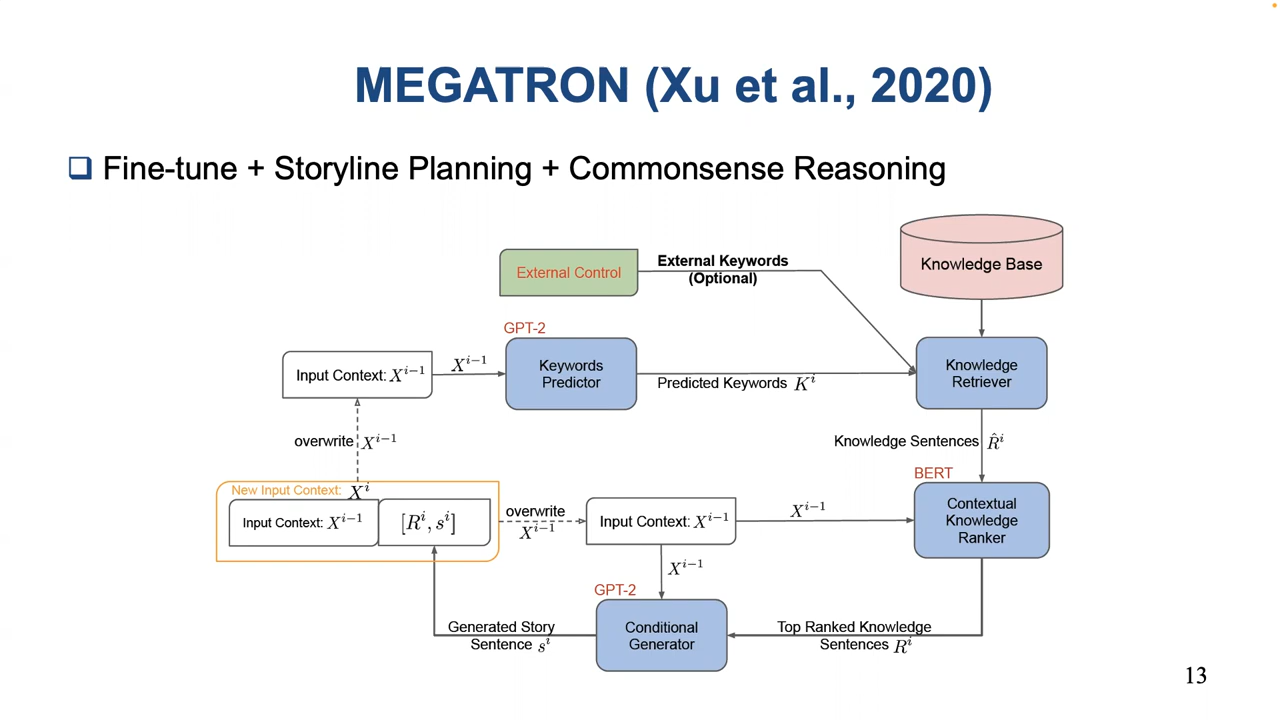 MEGATRON (Xu et al., 2020)
Fine-tune + Storyline Planning + Commonsense Reasoning
External Control
External Keywords
(Optional)
Knowledge Base
GPT-2
Input Context: X^{i−1}
X^{i−1}
Keywords
Predictor
Predicted Keywords K^i
Knowledge
Retriever
overwrite X^{i−1}
Knowledge Sentences R̂^i
BERT
New Input Context: X^i
Input Context: X^{i−1}
[R^i, s^i]
overwrite
X^{i−1}
Input Context: X^{i−1}
X^{i−1}
Contextual
Knowledge
Ranker
X^{i−1}
GPT-2
Generated Story
Sentence s^i
Conditional
Generator
Top Ranked Knowledge
Sentences R^i
13